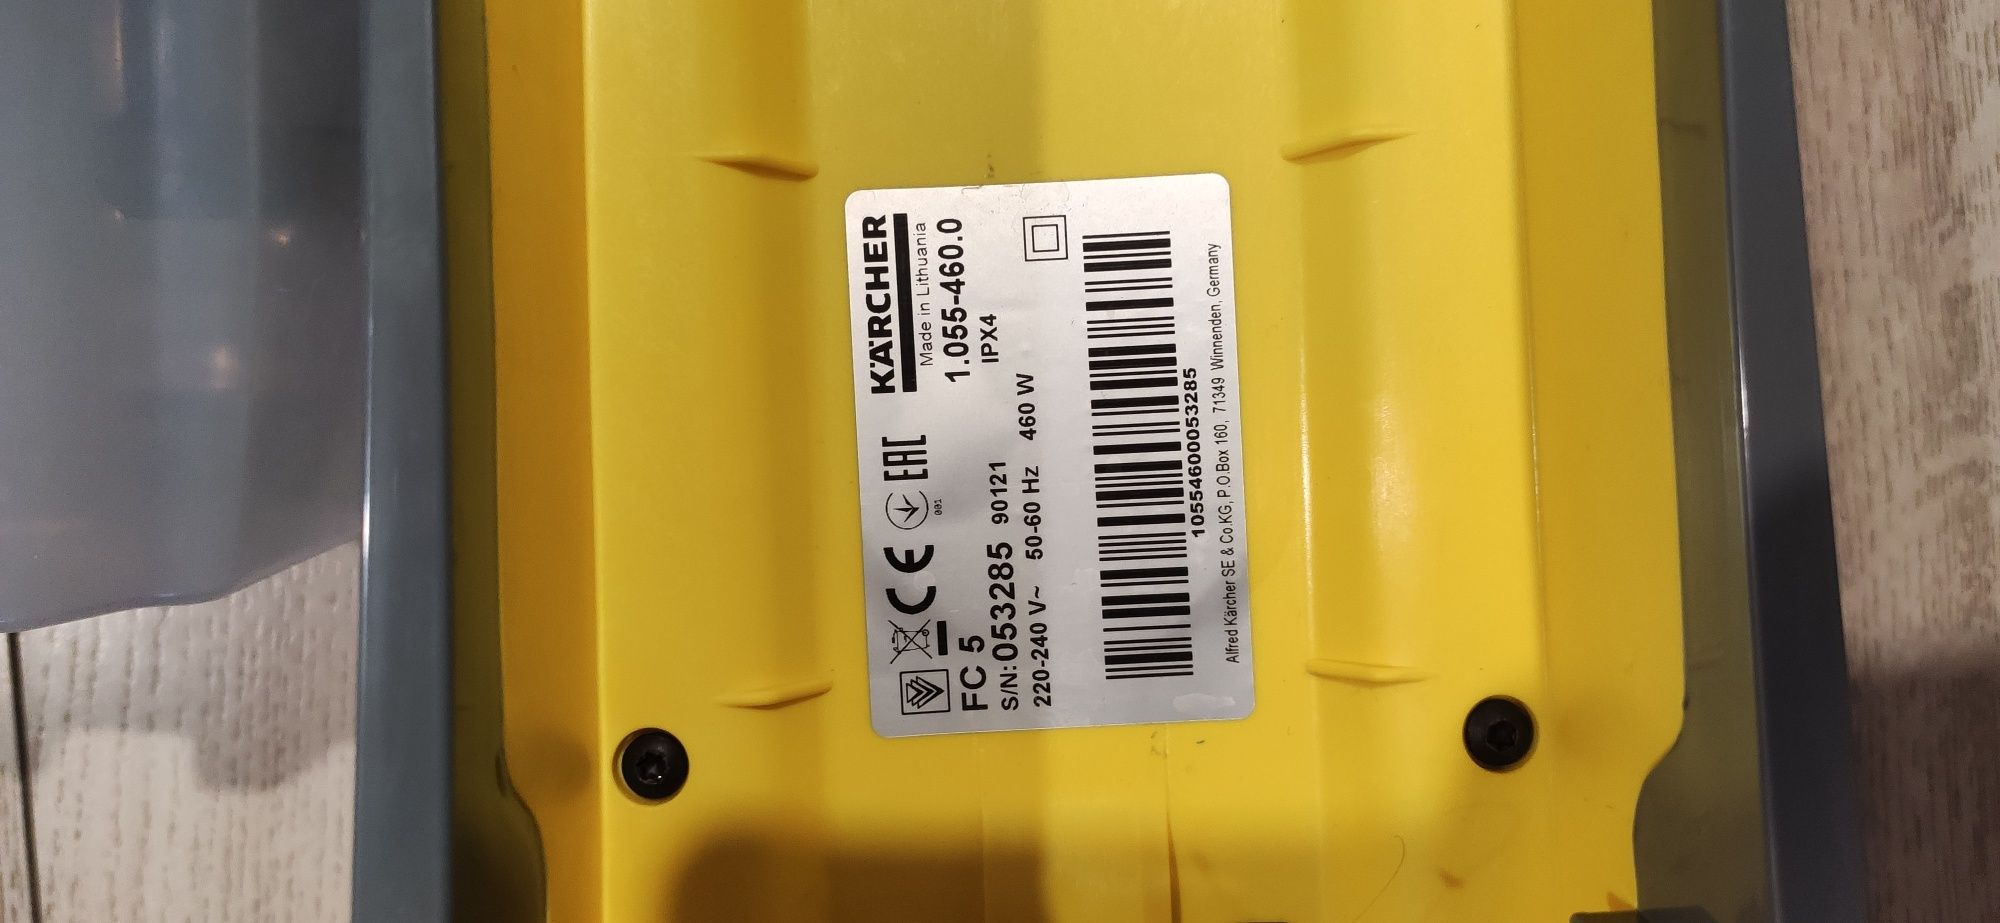 KÄRCHER
Made in Lithuania
001
EAC
CE
FC 5
1.055-460.0
S/N: 053285 90121
IPX4
220-240 V~ 50-60 Hz 460 W
10554600053285
Alfred Kärcher SE & Co.KG, P.O.Box 160, 71349 Winnenden, Germany